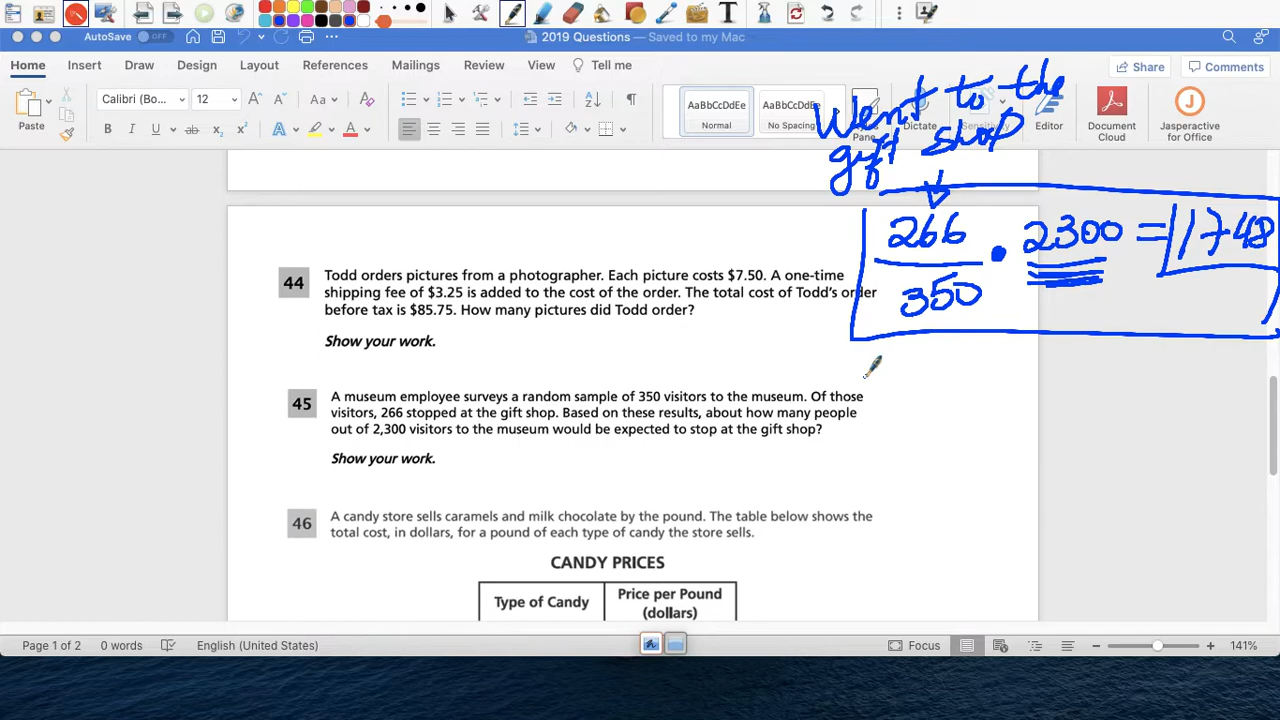 AutoSave OFF
2019 Questions — Saved to my Mac
Home Insert Draw Design Layout References Mailings Review View Tell me Share Comments
Paste
Calibri (Bo... 12
AaBbCcDdEe
Normal
AaBbCcDdEe
No Spacing
Pane
Dictate
Sensitivity
Editor
Document
Cloud
Jasperactive
for Office
Went to the
gift shop
266
350
• 2300 = 1748
44
Todd orders pictures from a photographer. Each picture costs $7.50. A one-time
shipping fee of $3.25 is added to the cost of the order. The total cost of Todd's order
before tax is $85.75. How many pictures did Todd order?
Show your work.
45
A museum employee surveys a random sample of 350 visitors to the museum. Of those
visitors, 266 stopped at the gift shop. Based on these results, about how many people
out of 2,300 visitors to the museum would be expected to stop at the gift shop?
Show your work.
46
A candy store sells caramels and milk chocolate by the pound. The table below shows the
total cost, in dollars, for a pound of each type of candy the store sells.
CANDY PRICES
Type of Candy
Price per Pound
(dollars)
Page 1 of 2 0 words English (United States) Focus 141%